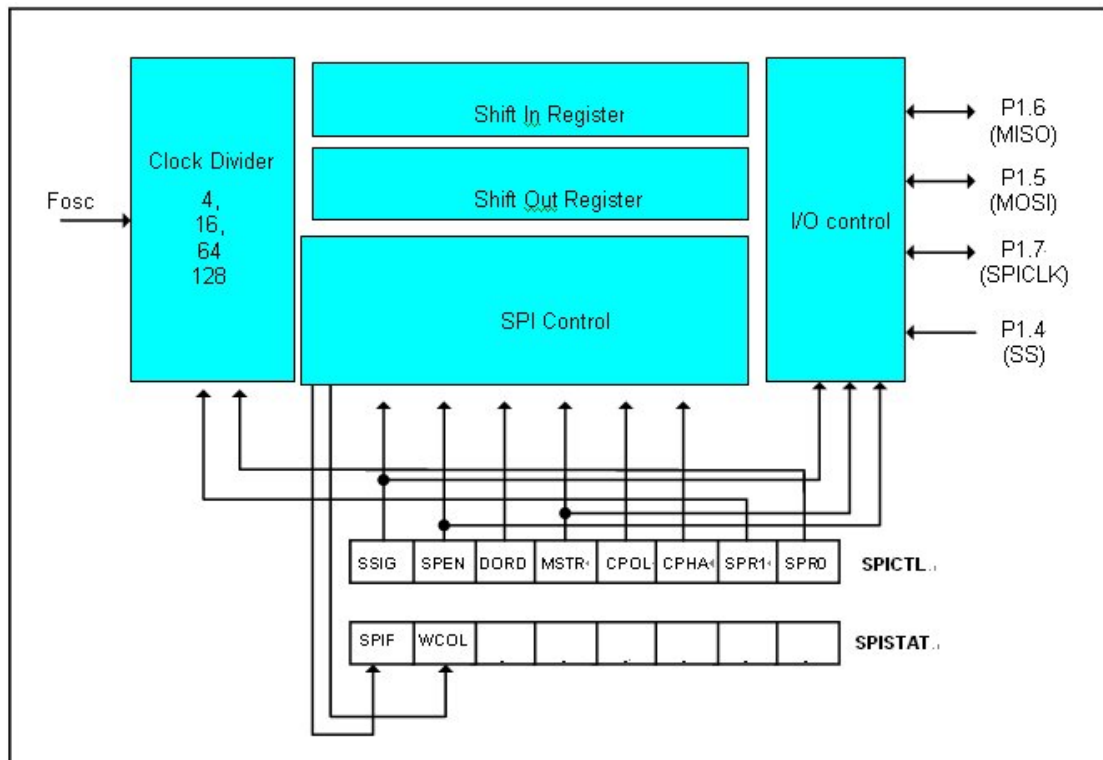 Shift In Register
P1.6
(MISO)
Clock Divider
4,
16,
64
128
Fosc
Shift Out Register
P1.5
(MOSI)
I/O control
P1.7
(SPICLK)
SPI Control
P1.4
(SS)
SSIG SPEN DORD MSTR CPOL CPHA SPR1 SPR0 SPICTL
SPIF WCOL SPISTAT